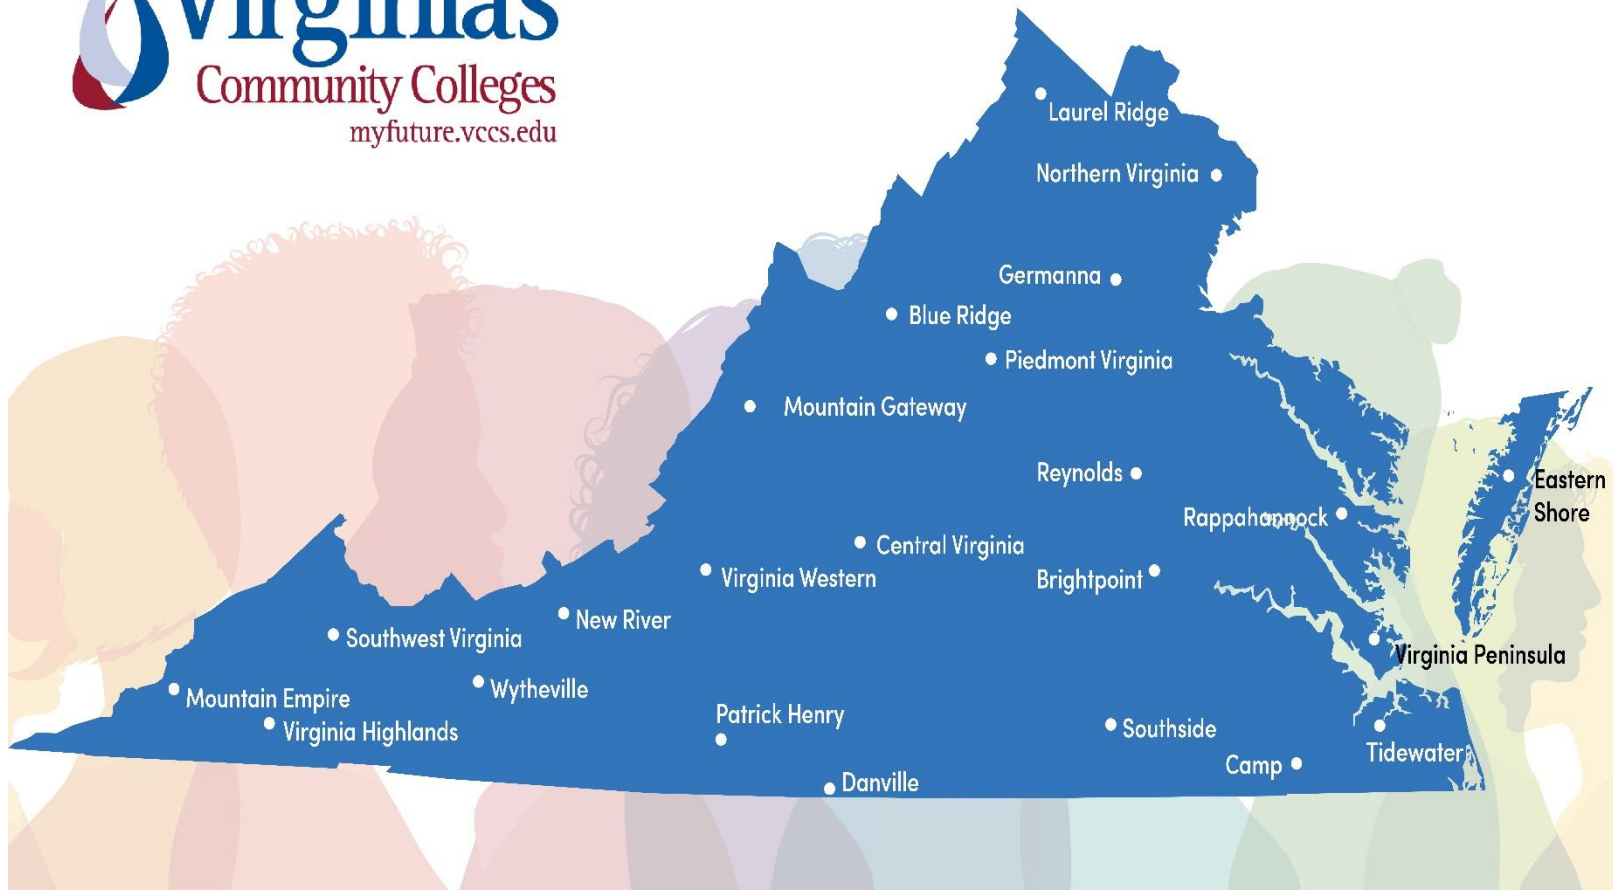 Virginia's
Community Colleges
myfuture.vccs.edu
Laurel Ridge
Northern Virginia
Germanna
Blue Ridge
Piedmont Virginia
Mountain Gateway
Reynolds
Eastern
Shore
Rappahannock
Central Virginia
Virginia Western
Brightpoint
New River
Southwest Virginia
Virginia Peninsula
Wytheville
Mountain Empire
Patrick Henry
Virginia Highlands
Southside
Tidewater
Camp
Danville